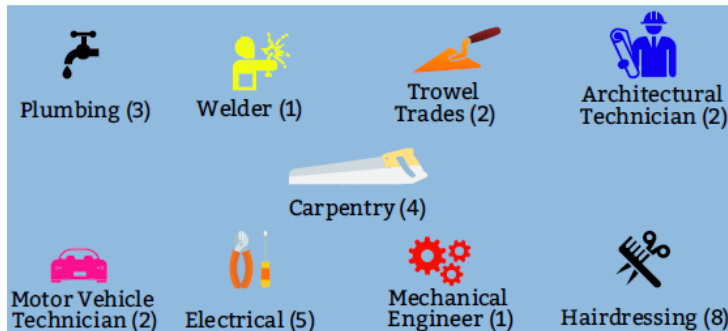 Plumbing (3)
Welder (1)
Trowel
Trades (2)
Architectural
Technician (2)
Carpentry (4)
Motor Vehicle
Technician (2)
Electrical (5)
Mechanical
Engineer (1)
Hairdressing (8)